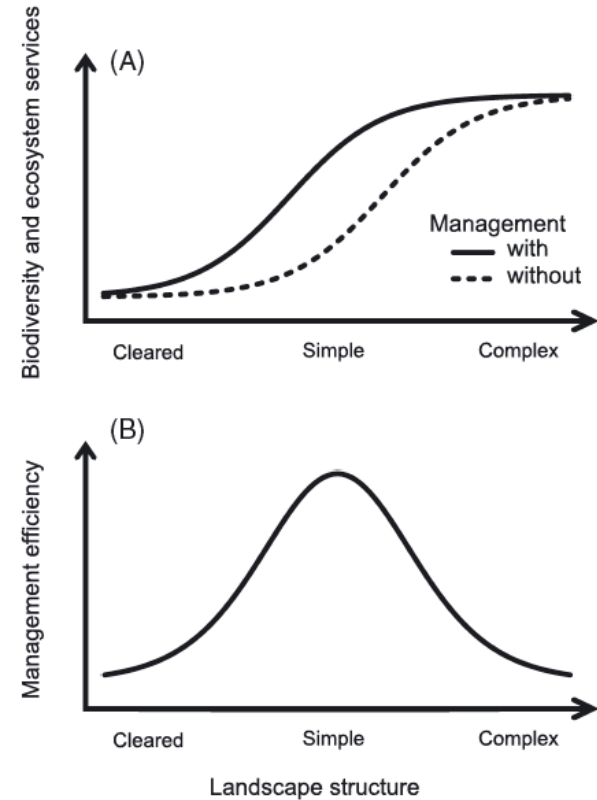 Biodiversity and ecosystem services
(A)
Management
with
without
Cleared
Simple
Complex
(B)
Management efficiency
Cleared
Simple
Complex
Landscape structure